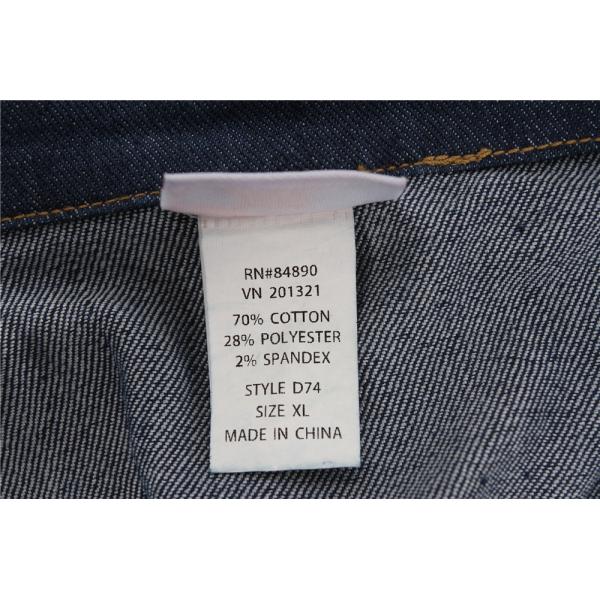 RN#84890
VN 201321
70% COTTON
28% POLYESTER
2% SPANDEX
STYLE D74
SIZE XL
MADE IN CHINA